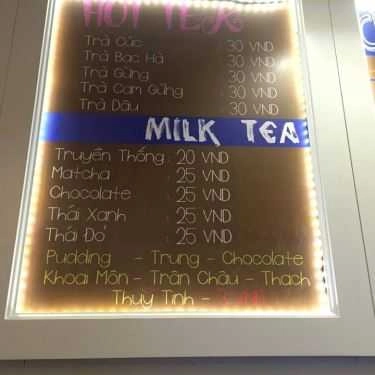 HOT TEA
Trà Cúc : 30 VND
Trà Bạc Hà : 30 VND
Trà Gừng : 30 VND
Trà Cam Gừng : 30 VND
Trà Dâu : 30 VND
MILK TEA
Truyền Thống : 20 VND
Matcha : 25 VND
Chocolate : 25 VND
Thái Xanh : 25 VND
Thái Đỏ : 25 VND
Pudding - Trứng - Chocolate
Khoai Môn - Trân Châu - Thạch
Thuỷ Tinh -